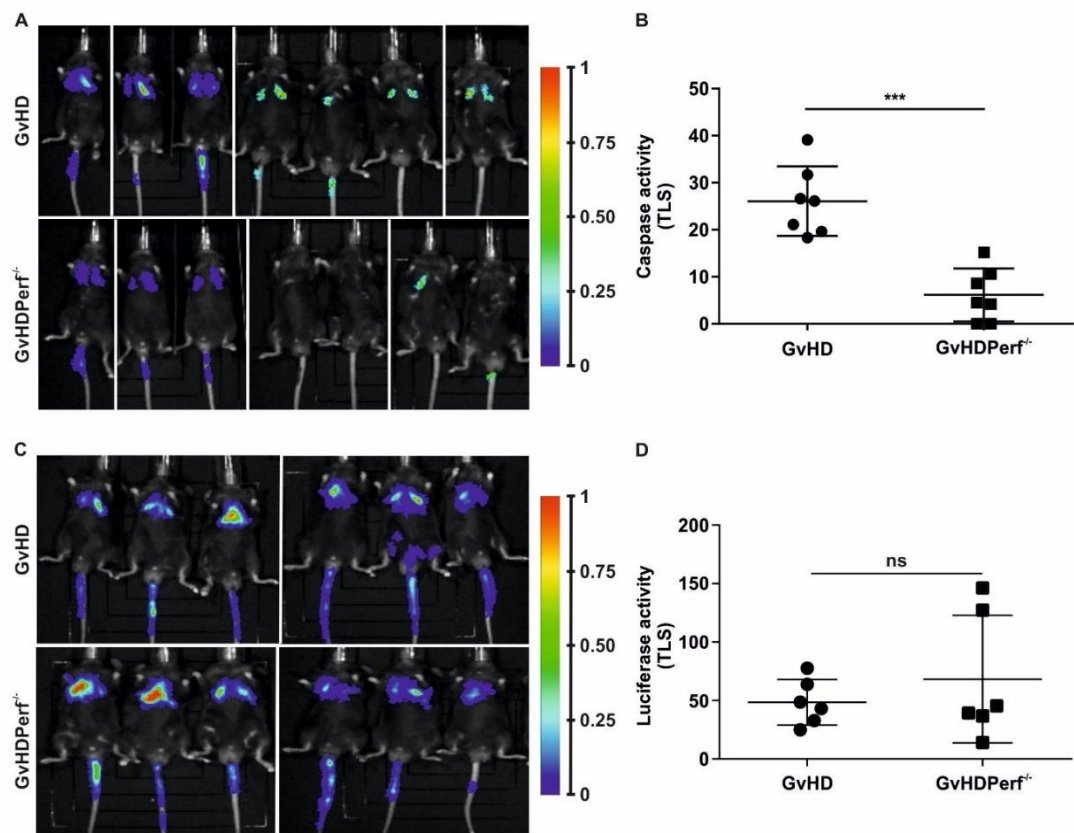 A
GvHD
GvHDPerf-/-
1
0.75
0.50
0.25
0
B
Caspase activity
(TLS)
50
40
30
20
10
0
***
GvHD
GvHDPerf-/-
C
GvHD
GvHDPerf-/-
1
0.75
0.50
0.25
0
D
Luciferase activity
(TLS)
200
150
100
50
0
ns
GvHD
GvHDPerf-/-